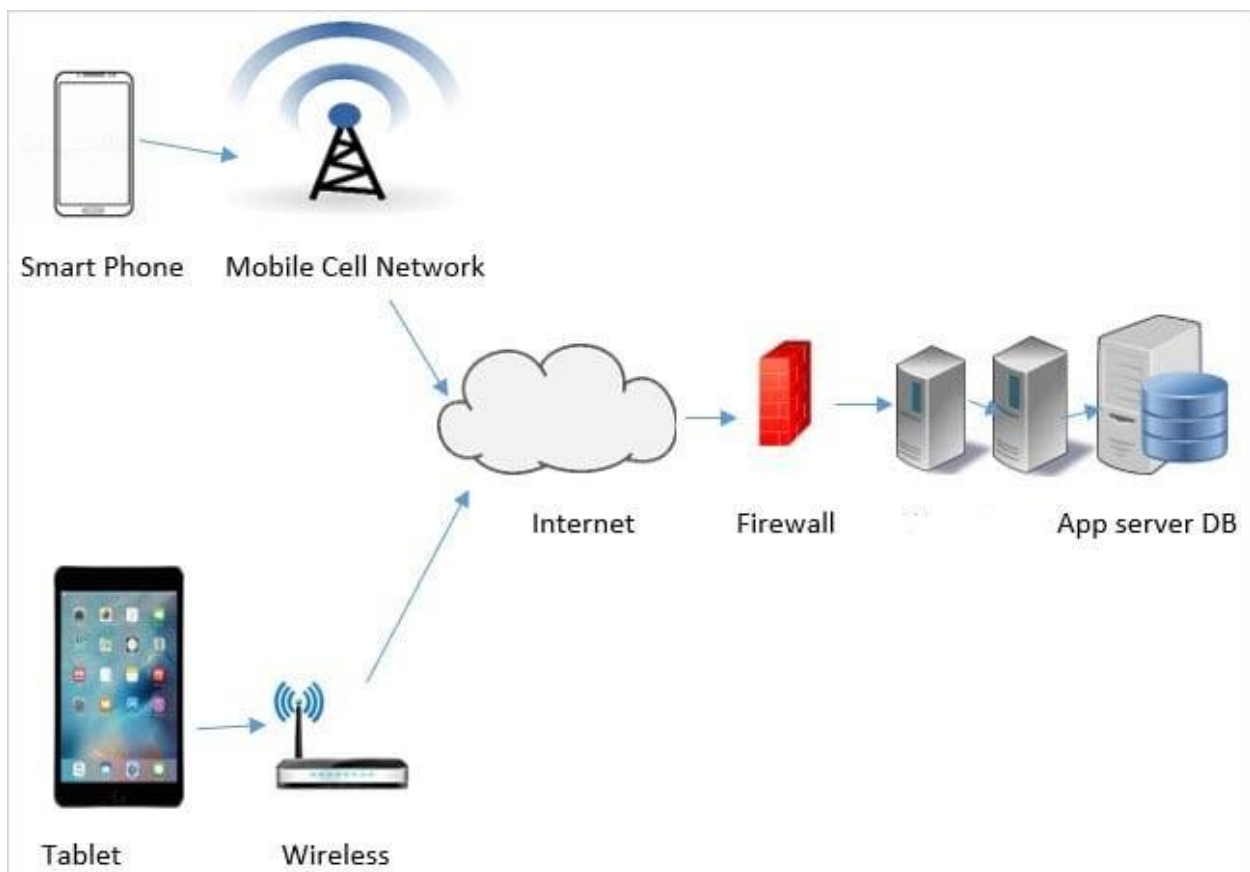 Smart Phone
Mobile Cell Network
Internet
Firewall
App server DB
Tablet
Wireless